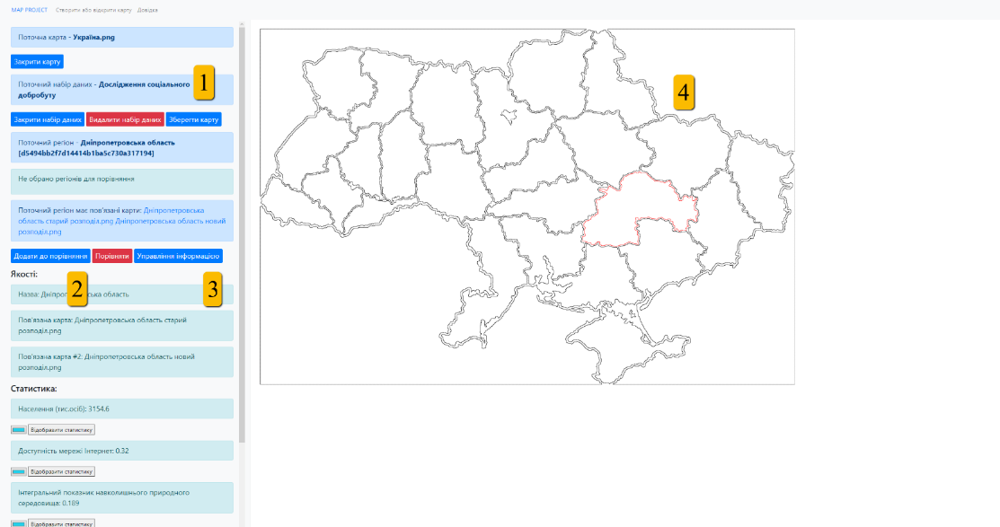 MAP PROJECT Створити або відкрити карту Довідка
Поточна карта - Україна.png
Закрити карту
1
Поточний набір даних - Дослідження соціального
добробуту
Закрити набір даних Видалити набір даних Зберегти карту
Поточний регіон - Дніпропетровська область
[d5494bb2f7d14414b1ba5c730a317194]
Не обрано регіонів для порівняння
Поточний регіон має пов'язані карти: Дніпропетровська
область старий розподіл.png Дніпропетровська область новий
розподіл.png
Додати до порівняння Порівняти Управління інформацією
Якості:
2
3
Назва: Дніпро ська область
Пов'язана карта: Дніпропетровська область старий
розподіл.png
Пов'язана карта #2: Дніпропетровська область новий
розподіл.png
Статистика:
Населення (тис.осіб): 3154.6
Відобразити статистику
Доступність мережі Інтернет: 0.32
Відобразити статистику
Інтегральний показник навколишнього природного
середовища: 0.189
Відобразити статистику
4